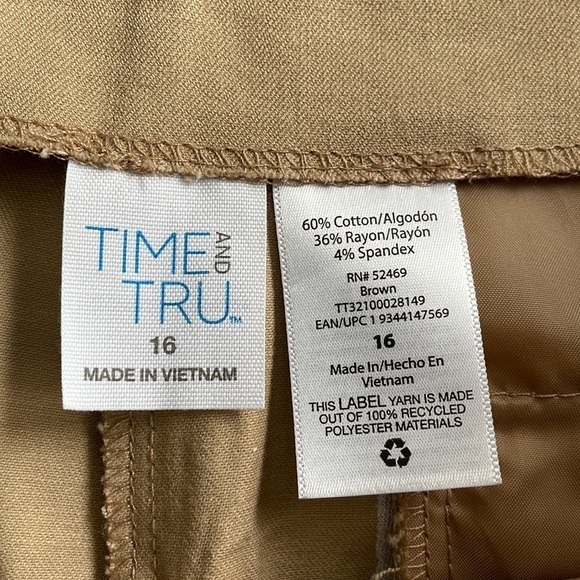 TIME AND
TRU™
16
MADE IN VIETNAM
60% Cotton/Algodón
36% Rayon/Rayón
4% Spandex
RN# 52469
Brown
TT32100028149
EAN/UPC 1 9344147569
16
Made In/Hecho En
Vietnam
THIS LABEL YARN IS MADE
OUT OF 100% RECYCLED
POLYESTER MATERIALS